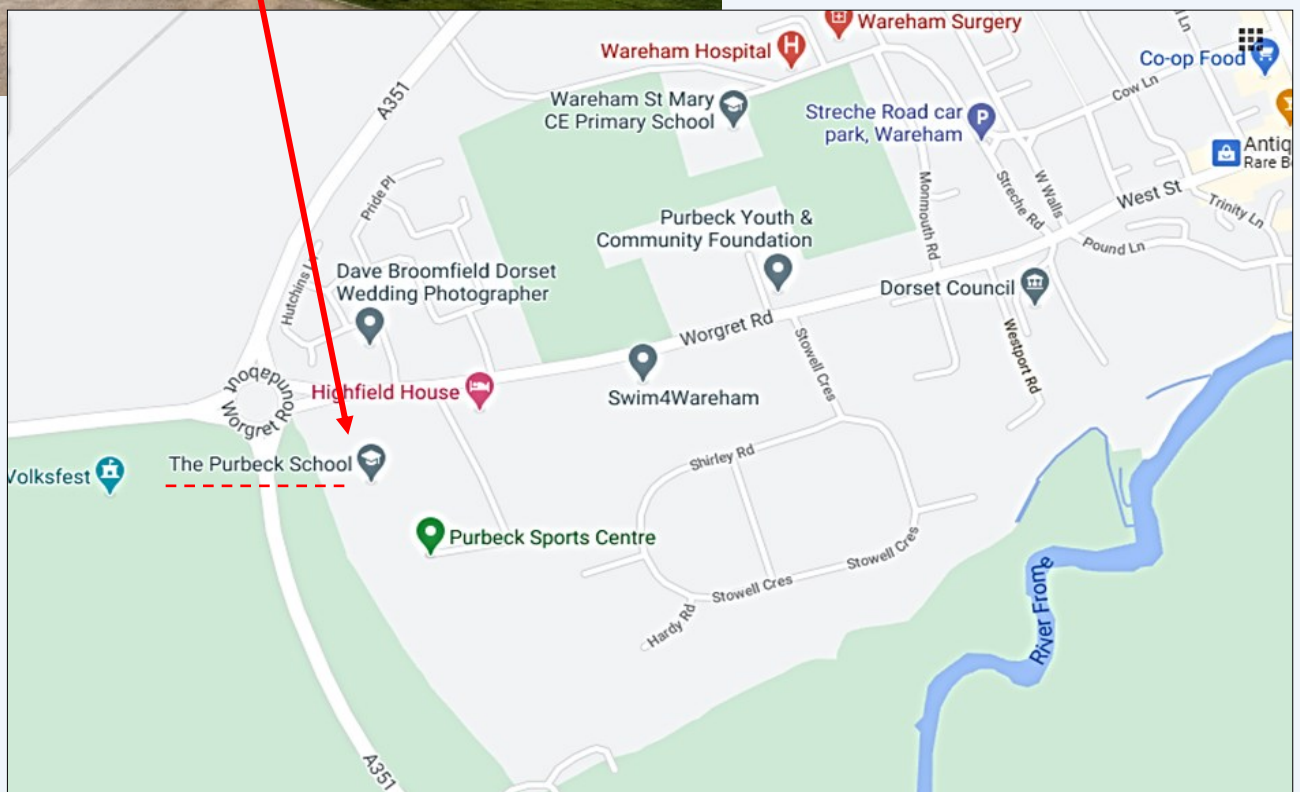 Wareham Surgery
Wareham Hospital
H
Co-op Food
A351
Wareham St Mary
CE Primary School
Cow Ln
Streche Road car
park, Wareham
P
Antiq
Rare B
Pride Pl
Monmouth Rd
Streche Rd
W Walls
West St
Trinity Ln
Purbeck Youth &
Community Foundation
Pound Ln
Hutchins L
Dave Broomfield Dorset
Wedding Photographer
Dorset Council
Worgret Rd
Stowell Cres
Westport Rd
Worgret Roundabout
Highfield House
Swim4Wareham
The Purbeck School
Volksfest
Shirley Rd
Purbeck Sports Centre
Stowell Cres
Stowell Cres
Hardy Rd
River Frome
A351